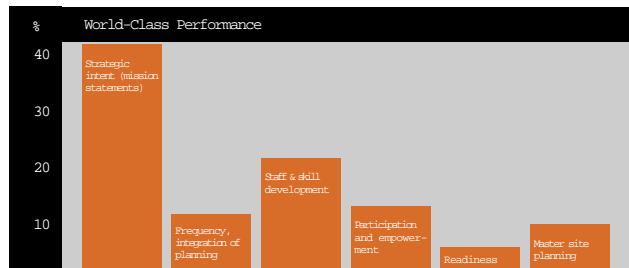 % World-Class Performance
40
30
20
10
Strategic
intent (mission
statements)
Frequency,
integration of
planning
Staff & skill
development
Participation
and empower-
ment
Readiness
Master site
planning